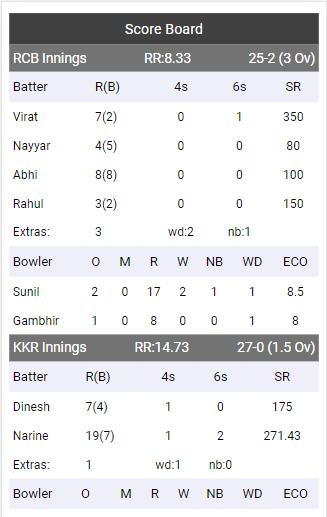 Score Board
RCB Innings RR:8.33 25-2 (3 Ov)
Batter R(B) 4s 6s SR
Virat 7(2) 0 1 350
Nayyar 4(5) 0 0 80
Abhi 8(8) 0 0 100
Rahul 3(2) 0 0 150
Extras: 3 wd:2 nb:1
Bowler O M R W NB WD ECO
Sunil 2 0 17 2 1 1 8.5
Gambhir 1 0 8 0 0 1 8
KKR Innings RR:14.73 27-0 (1.5 Ov)
Batter R(B) 4s 6s SR
Dinesh 7(4) 1 0 175
Narine 19(7) 1 2 271.43
Extras: 1 wd:1 nb:0
Bowler O M R W NB WD ECO